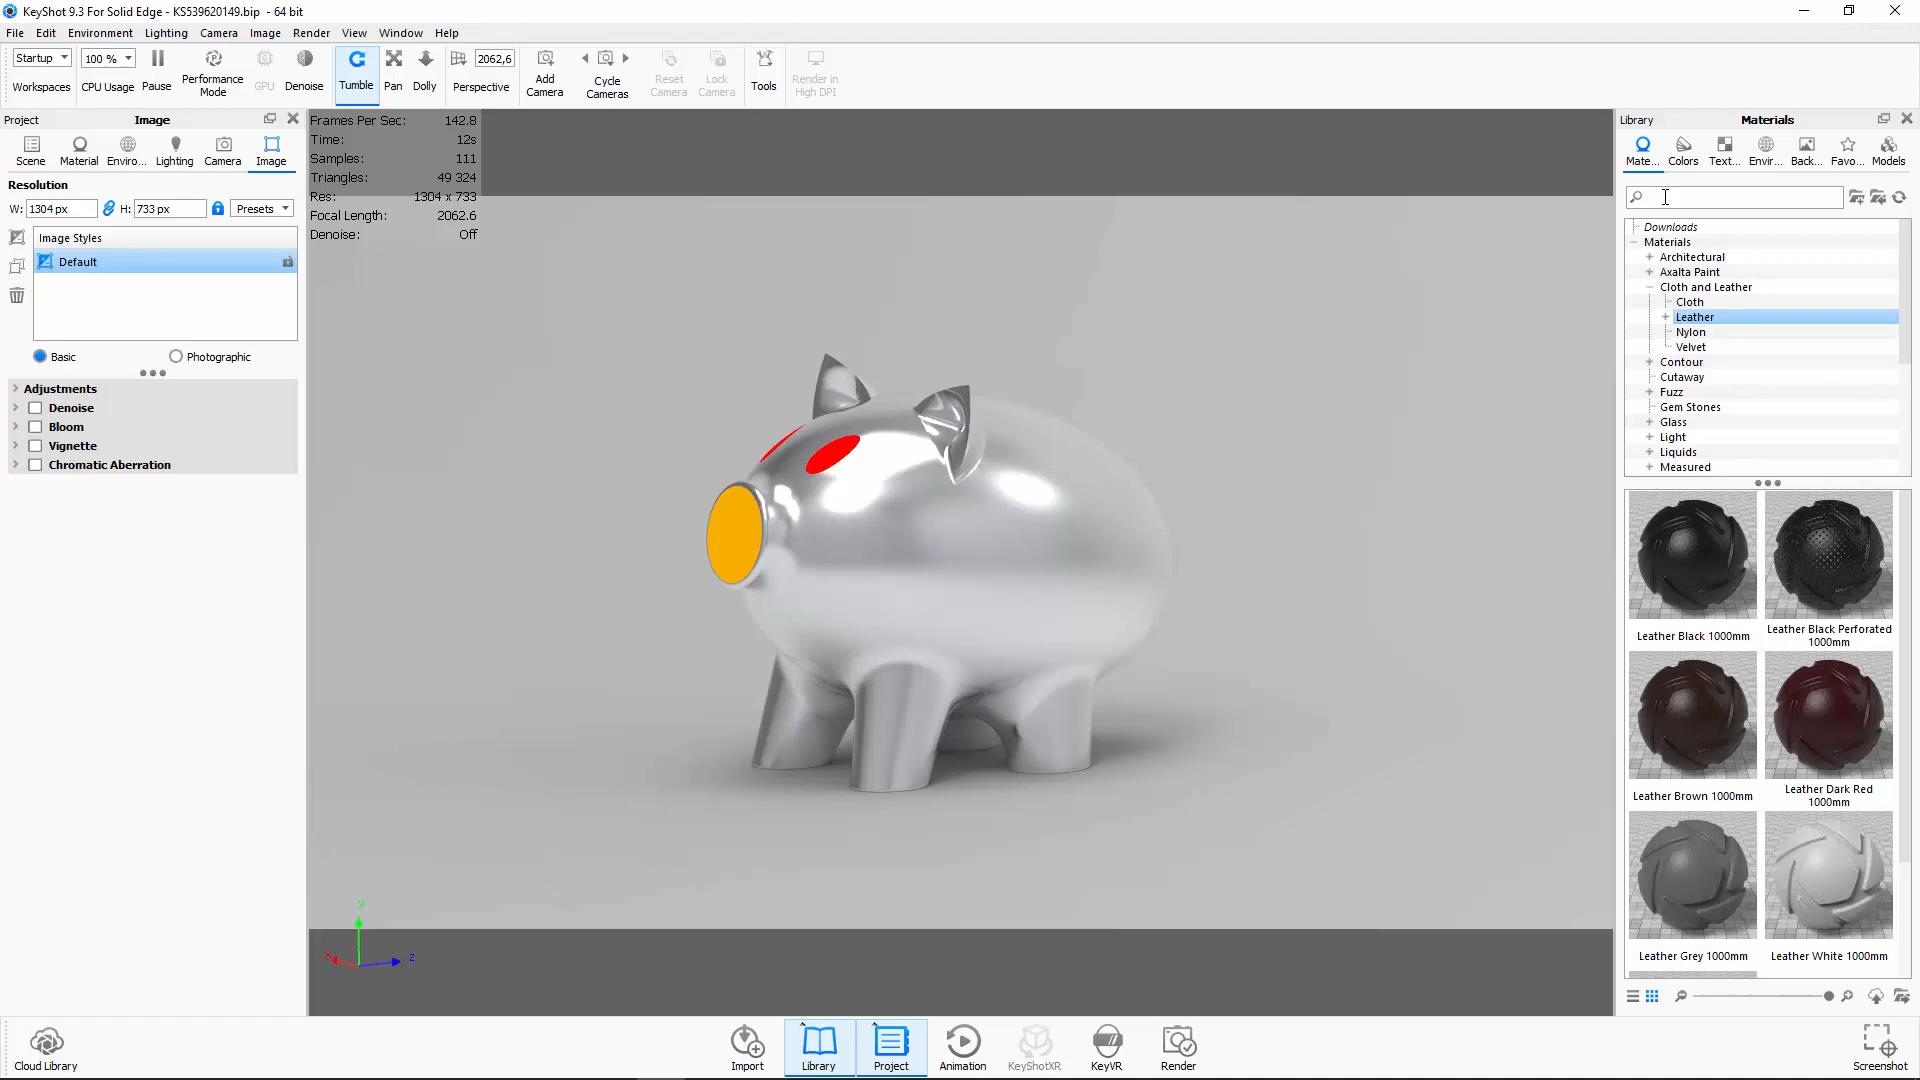 KeyShot 9.3 For Solid Edge - KS539620149.bip - 64 bit
File Edit Environment Lighting Camera Image Render View Window Help
Startup
Workspaces
100 %
CPU Usage
Pause
Performance
Mode
GPU
Denoise
Tumble
Pan
Dolly
2062,6
Perspective
Add
Camera
Cycle
Cameras
Reset
Camera
Lock
Camera
Tools
Render in
High DPI
Project Image
Scene Material Enviro... Lighting Camera Image
Resolution
W: 1304 px H: 733 px Presets
Image Styles
Default
Basic Photographic
Adjustments
Denoise
Bloom
Vignette
Chromatic Aberration
Frames Per Sec: 142.8
Time: 12s
Samples: 111
Triangles: 49 324
Res: 1304 x 733
Focal Length: 2062.6
Denoise: Off
Y
X
Z
Library Materials
Mate... Colors Text... Envir... Back... Favo... Models
Downloads
Materials
Architectural
Axalta Paint
Cloth and Leather
Cloth
Leather
Nylon
Velvet
Contour
Cutaway
Fuzz
Gem Stones
Glass
Light
Liquids
Measured
Leather Black 1000mm
Leather Black Perforated
1000mm
Leather Brown 1000mm
Leather Dark Red
1000mm
Leather Grey 1000mm
Leather White 1000mm
Cloud Library
Import
Library
Project
Animation
KeyShotXR
KeyVR
Render
Screenshot